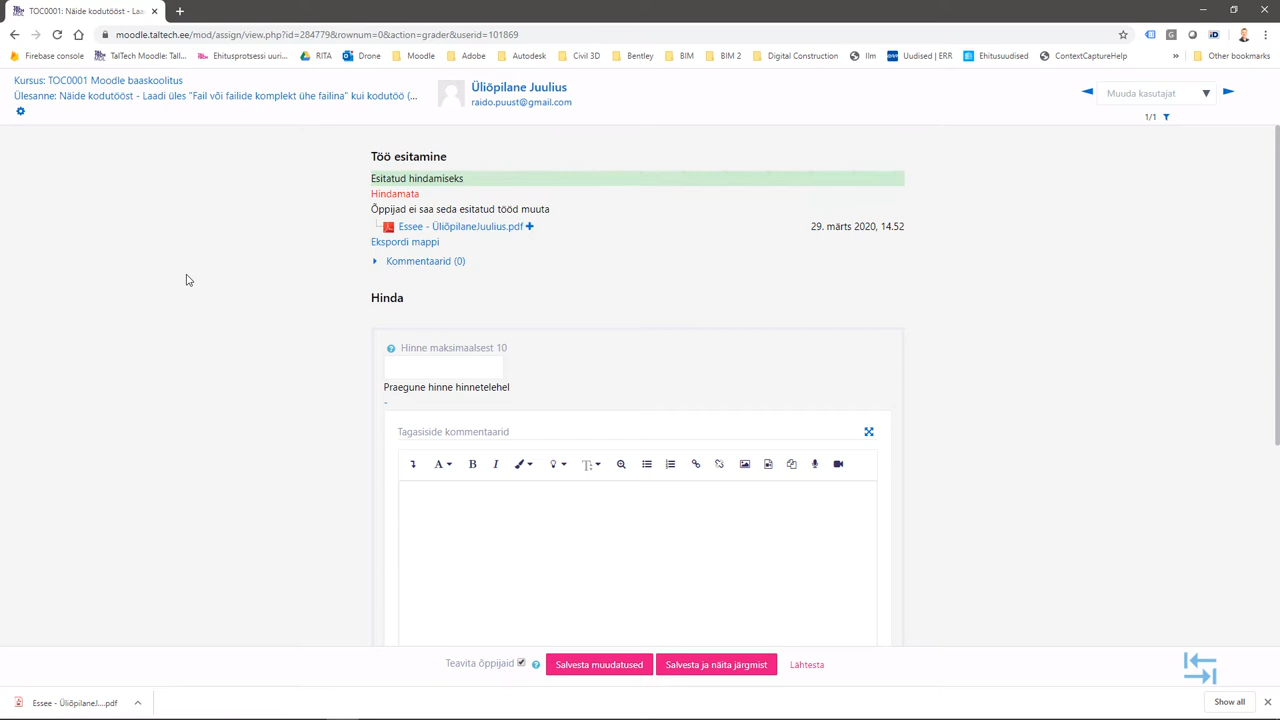 TOC0001: Näide kodutööst - Laa
moodle.taltech.ee/mod/assign/view.php?id=284779&rownum=0&action=grader&userid=101869
Firebase console
TalTech Moodle: Tall...
Ehitusprotsessi uuri...
RITA
Drone
Moodle
Adobe
Autodesk
Civil 3D
Bentley
BIM
BIM 2
Digital Construction
Ilm
Uudised | ERR
Ehitusuudised
ContextCaptureHelp
»
Other bookmarks
Kursus: TOC0001 Moodle baaskoolitus
Ülesanne: Näide kodutööst - Laadi üles "Fail või failide komplekt ühe failina" kui kodutöö (...
Üliõpilane Juulius
raido.puust@gmail.com
Muuda kasutajat
1/1
Töö esitamine
Esitatud hindamiseks
Hindamata
Õppijad ei saa seda esitatud tööd muuta
Essee - ÜliõpilaneJuulius.pdf
29. märts 2020, 14.52
Ekspordi mappi
Kommentaarid (0)
Hinda
Hinne maksimaalsest 10
Praegune hinne hinnetelehel
-
Tagasiside kommentaarid
Teavita õppijaid
Salvesta muudatused
Salvesta ja näita järgmist
Lähtesta
Essee - ÜliõpilaneJ....pdf
Show all